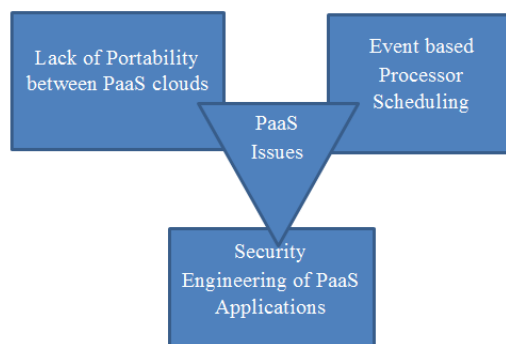 Lack of Portability
between PaaS clouds
Event based
Processor
Scheduling
PaaS
Issues
Security
Engineering of PaaS
Applications